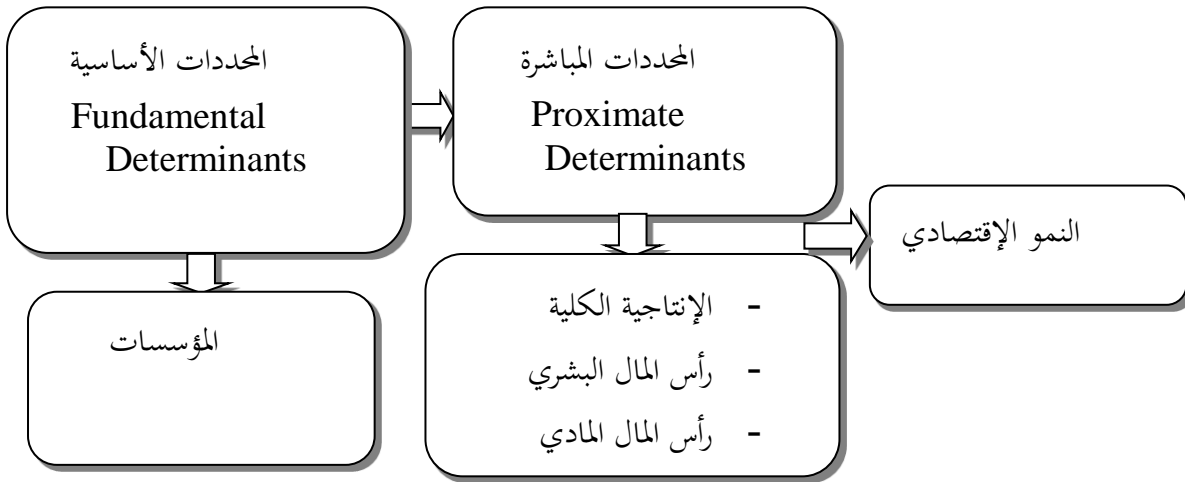 المحددات الأساسية
Fundamental
Determinants
المحددات المباشرة
Proximate
Determinants
النمو الإقتصادي
المؤسسات
- الإنتاجية الكلية
- رأس المال البشري
- رأس المال المادي